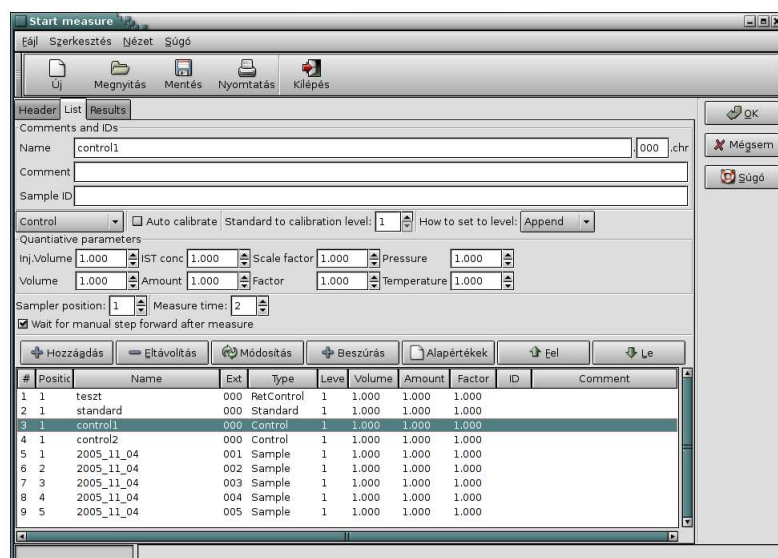 Start measure
Fájl Szerkesztés Nézet Súgó
Új Megnyitás Mentés Nyomtatás Kilépés
Header List Results
OK
Mégsem
Súgó
Comments and IDs
Name control1 .000 .chr
Comment
Sample ID
Control Auto calibrate Standard to calibration level: 1 How to set to level: Append
Quantiative parameters
Inj.Volume 1.000 IST conc 1.000 Scale factor 1.000 Pressure 1.000
Volume 1.000 Amount 1.000 Factor 1.000 Temperature 1.000
Sampler position: 1 Measure time: 2
Wait for manual step forward after measure
Hozzágdás Eltávolítás Módosítás Beszúrás Alapértékek Fel Le
# Positic Name Ext Type Leve Volume Amount Factor ID Comment
1 1 teszt 000 RetControl 1 1.000 1.000 1.000
2 1 standard 000 Standard 1 1.000 1.000 1.000
3 1 control1 000 Control 1 1.000 1.000 1.000
4 1 control2 000 Control 1 1.000 1.000 1.000
5 1 2005_11_04 001 Sample 1 1.000 1.000 1.000
6 2 2005_11_04 002 Sample 1 1.000 1.000 1.000
7 3 2005_11_04 003 Sample 1 1.000 1.000 1.000
8 4 2005_11_04 004 Sample 1 1.000 1.000 1.000
9 5 2005_11_04 005 Sample 1 1.000 1.000 1.000